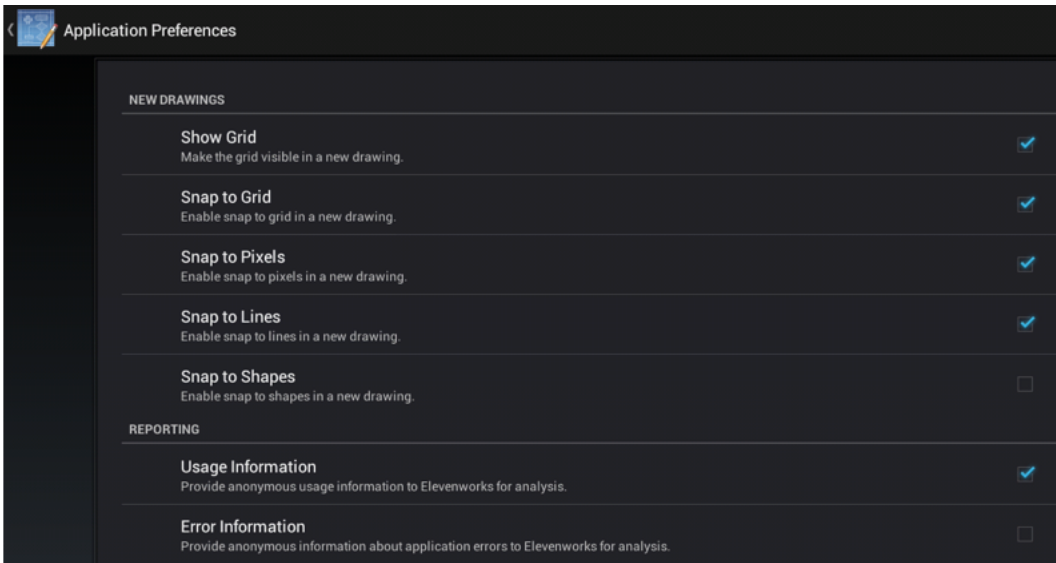 Application Preferences
NEW DRAWINGS
Show Grid
Make the grid visible in a new drawing.
Snap to Grid
Enable snap to grid in a new drawing.
Snap to Pixels
Enable snap to pixels in a new drawing.
Snap to Lines
Enable snap to lines in a new drawing.
Snap to Shapes
Enable snap to shapes in a new drawing.
REPORTING
Usage Information
Provide anonymous usage information to Elevenworks for analysis.
Error Information
Provide anonymous information about application errors to Elevenworks for analysis.